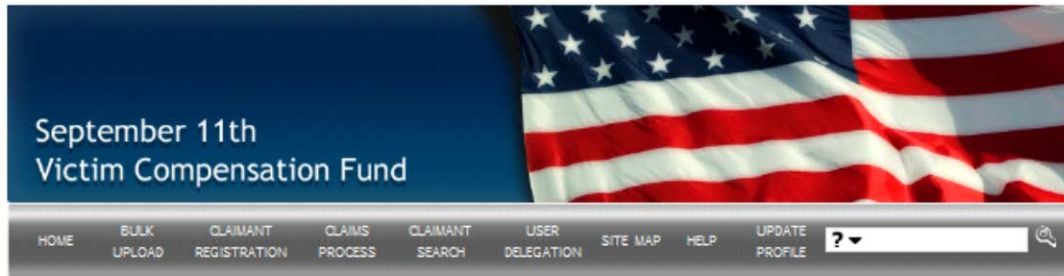 September 11th
Victim Compensation Fund
HOME BULK UPLOAD CLAIMANT REGISTRATION CLAIMS PROCESS CLAIMANT SEARCH USER DELEGATION SITE MAP HELP UPDATE PROFILE ?